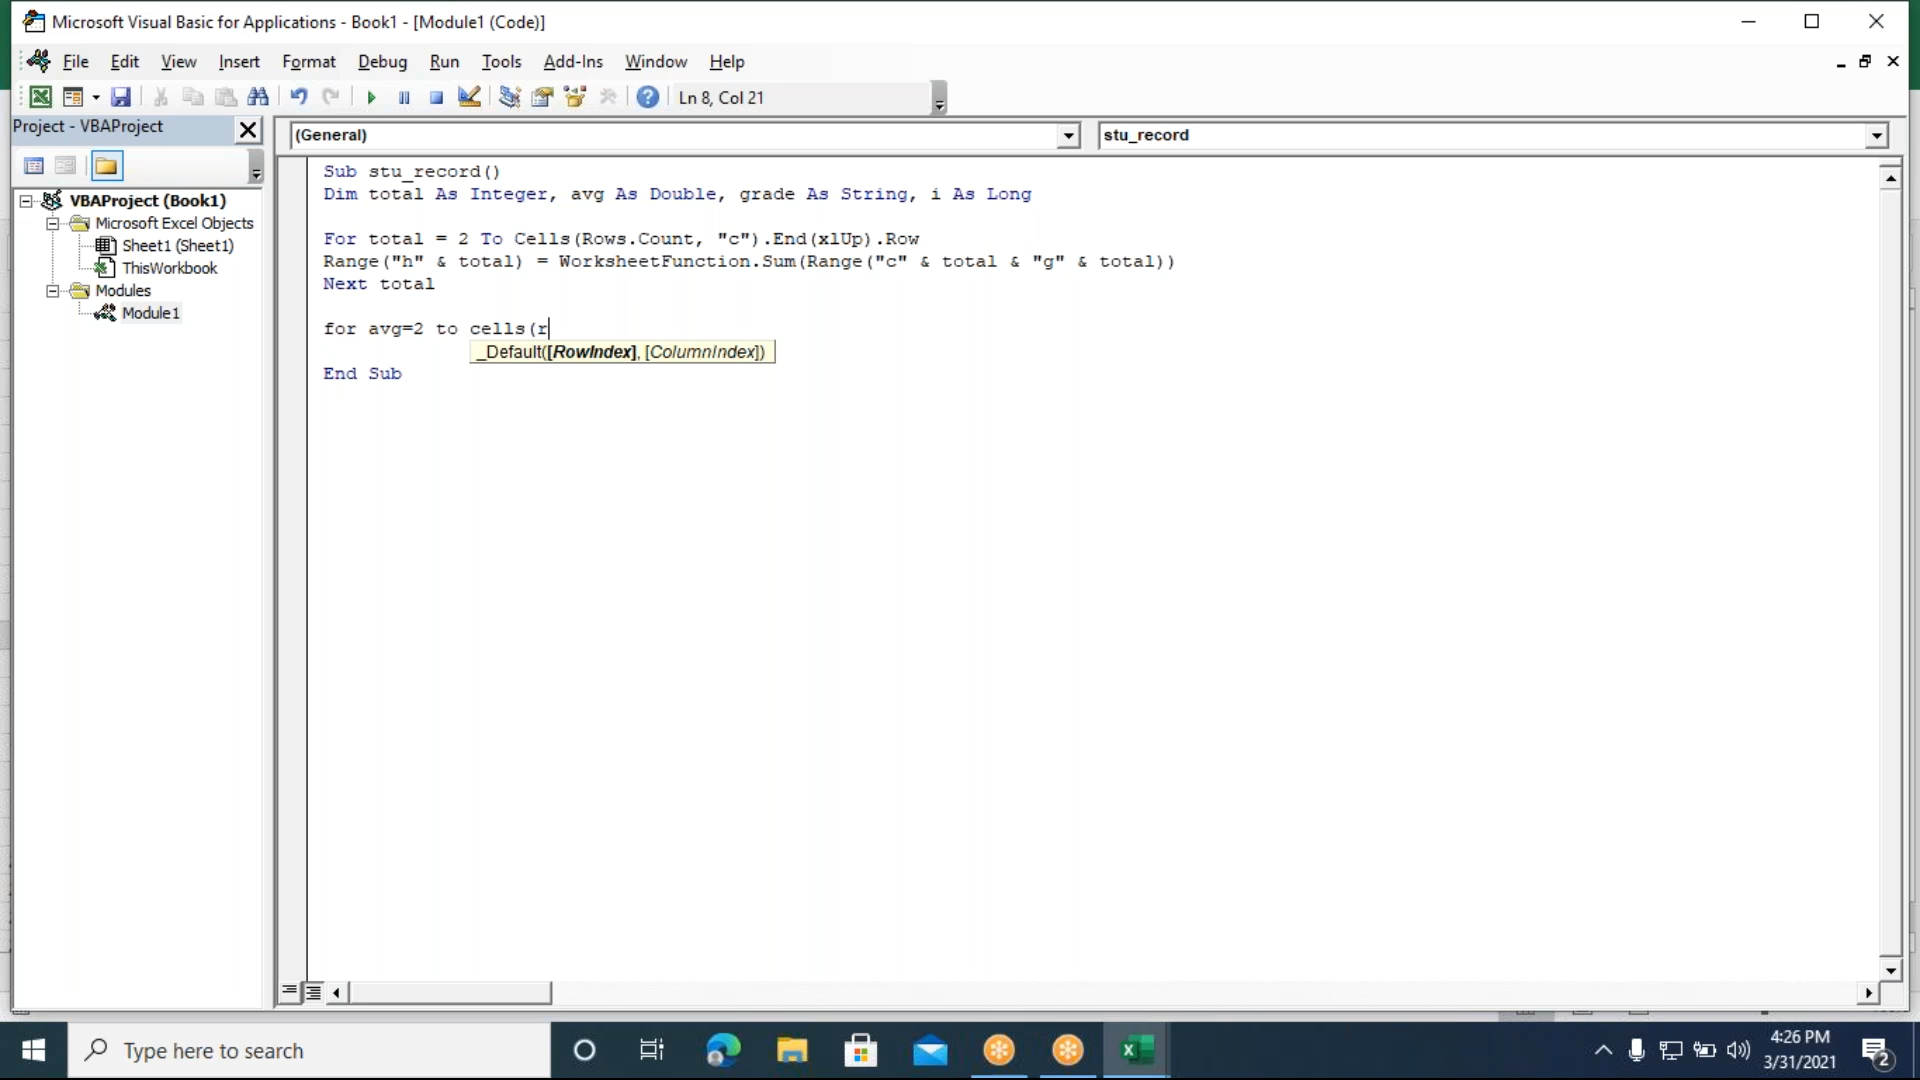 Microsoft Visual Basic for Applications - Book1 - [Module1 (Code)]
File Edit View Insert Format Debug Run Tools Add-Ins Window Help
Ln 8, Col 21
Project - VBAProject
(General)
stu_record
VBAProject (Book1)
Microsoft Excel Objects
Sheet1 (Sheet1)
ThisWorkbook
Modules
Module1
Sub stu_record()
Dim total As Integer, avg As Double, grade As String, i As Long
For total = 2 To Cells(Rows.Count, "c").End(xlUp).Row
Range("h" & total) = WorksheetFunction.Sum(Range("c" & total & "g" & total))
Next total
for avg=2 to cells(r
_Default([RowIndex], [ColumnIndex])
End Sub
Type here to search
4:26 PM
3/31/2021
2